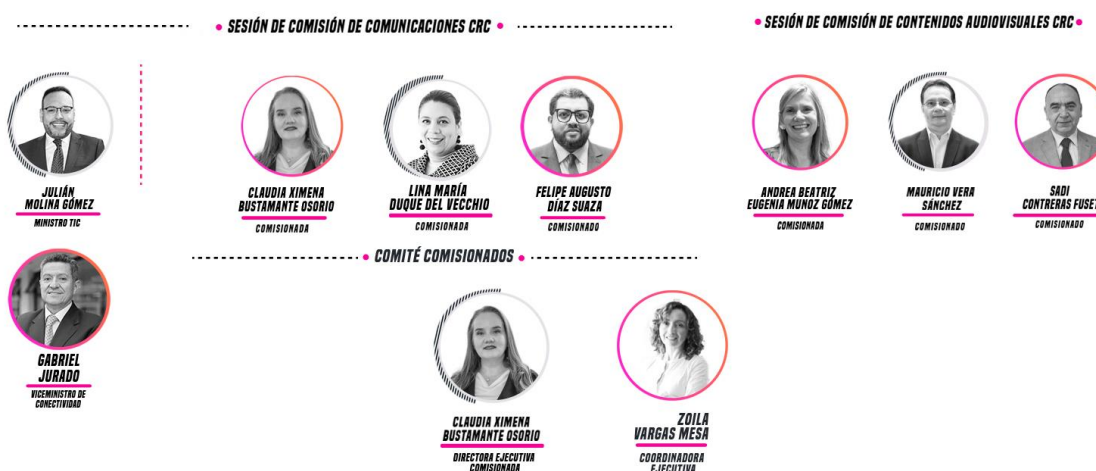 SESIÓN DE COMISIÓN DE COMUNICACIONES CRC
SESIÓN DE COMISIÓN DE CONTENIDOS AUDIOVISUALES CRC
JULIÁN
MOLINA GÓMEZ
MINISTRO TIC
CLAUDIA XIMENA
BUSTAMANTE OSORIO
COMISIONADA
LINA MARÍA
DUQUE DEL VECCHIO
COMISIONADA
FELIPE AUGUSTO
DÍAZ SUAZA
COMISIONADO
ANDREA BEATRIZ
EUGENIA MUÑOZ GÓMEZ
COMISIONADA
MAURICIO VERA
SÁNCHEZ
COMISIONADO
SADI
CONTRERAS FUSET
COMISIONADO
COMITÉ COMISIONADOS
GABRIEL
JURADO
VICEMINISTRO DE
CONECTIVIDAD
CLAUDIA XIMENA
BUSTAMANTE OSORIO
DIRECTORA EJECUTIVA
COMISIONADA
ZOILA
VARGAS MESA
COORDINADORA
EJECUTIVA